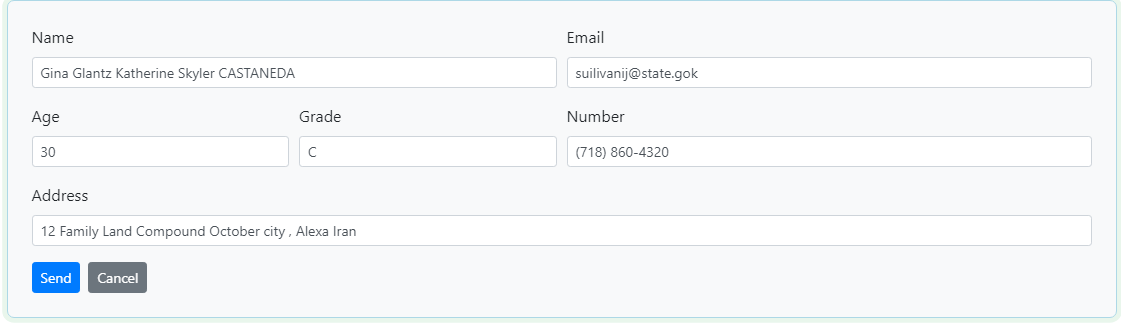 Name Email
Gina Glantz Katherine Skyler CASTANEDA suilivanij@state.gok
Age Grade Number
30 C (718) 860-4320
Address
12 Family Land Compound October city , Alexa Iran
Send Cancel